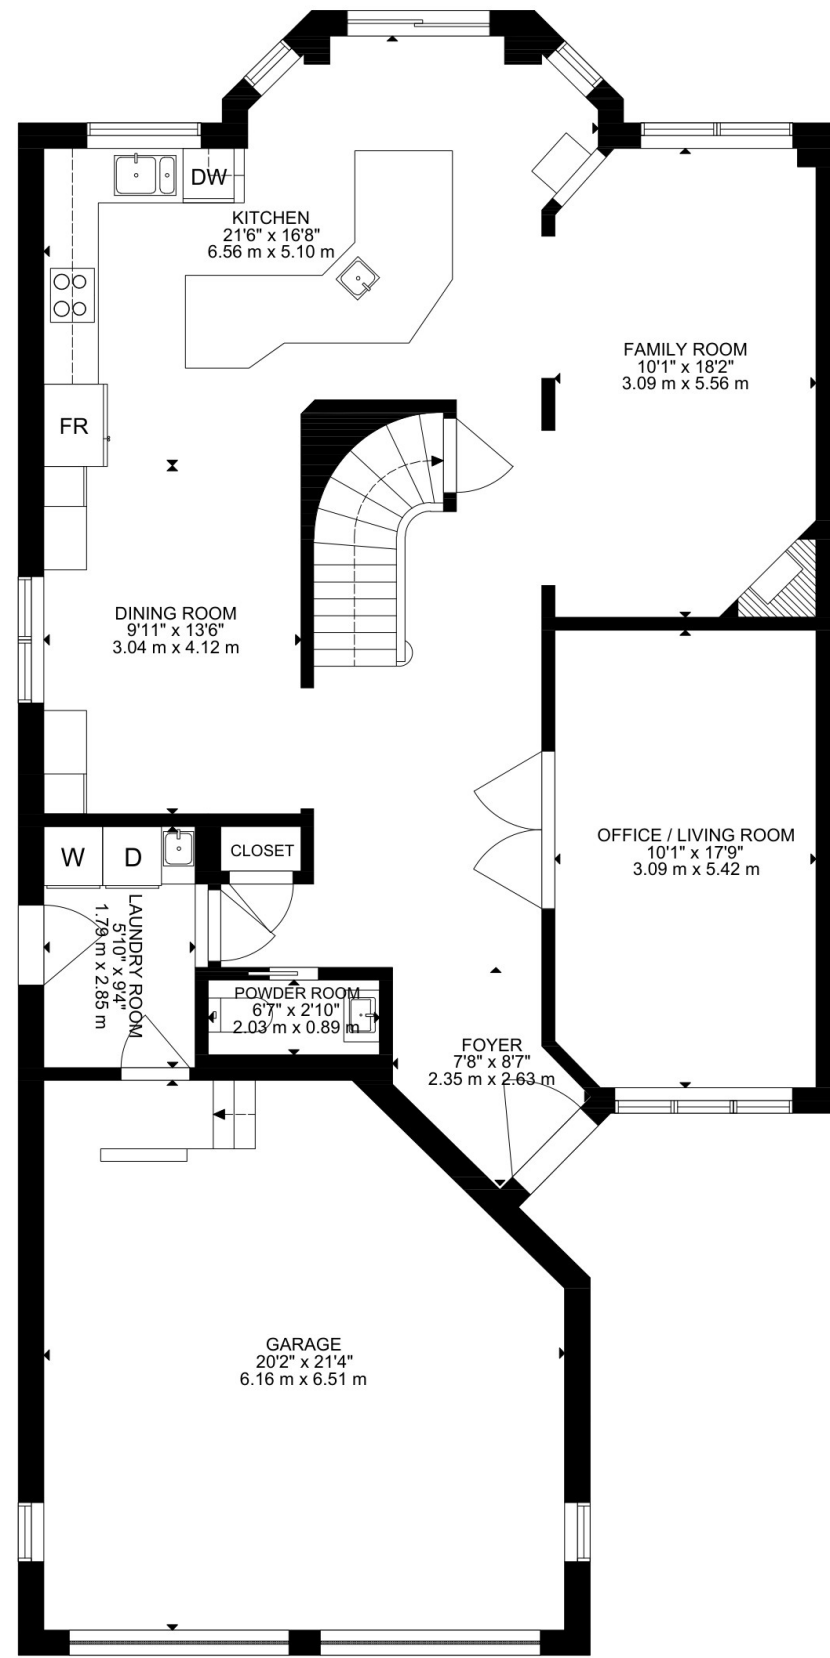 DW
KITCHEN
21'6" x 16'8"
6.56 m x 5.10 m
FAMILY ROOM
10'1" x 18'2"
3.09 m x 5.56 m
FR
DINING ROOM
9'11" x 13'6"
3.04 m x 4.12 m
OFFICE / LIVING ROOM
10'1" x 17'9"
3.09 m x 5.42 m
W
D
CLOSET
LAUNDRY ROOM
5'10" x 9'4"
1.79 m x 2.85 m
POWDER ROOM
6'7" x 2'10"
2.03 m x 0.89 m
FOYER
7'8" x 8'7"
2.35 m x 2.63 m
GARAGE
20'2" x 21'4"
6.16 m x 6.51 m